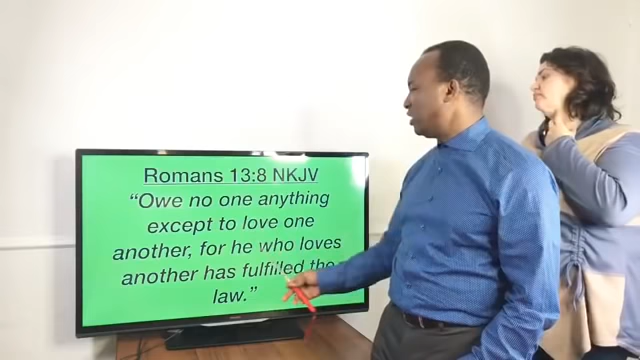 Romans 13:8 NKJV
“Owe no one anything
except to love one
another, for he who loves
another has fulfilled the
law.”